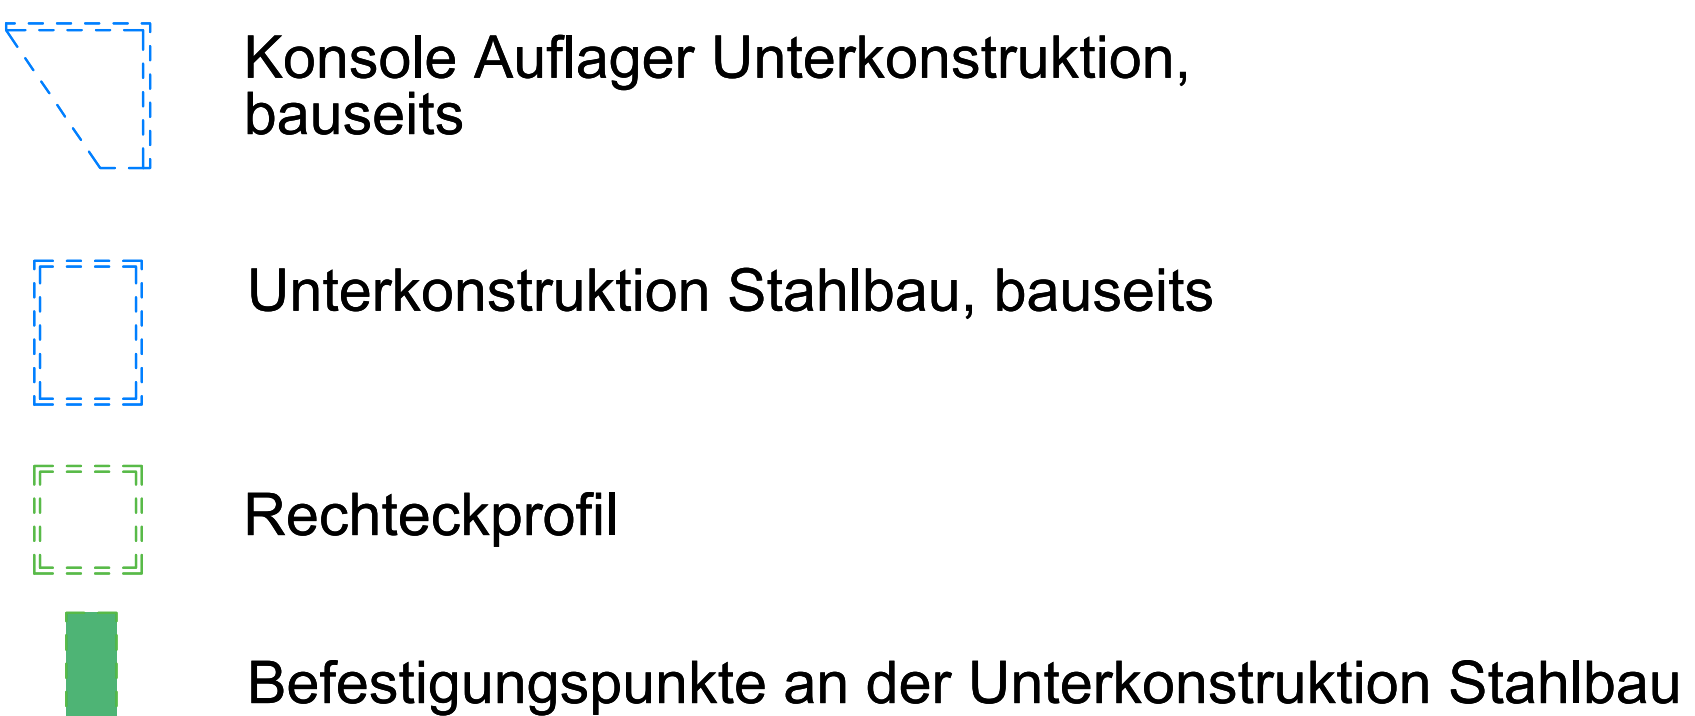 Konsole Auflager Unterkonstruktion,
bauseits
Unterkonstruktion Stahlbau, bauseits
Rechteckprofil
Befestigungspunkte an der Unterkonstruktion Stahlbau